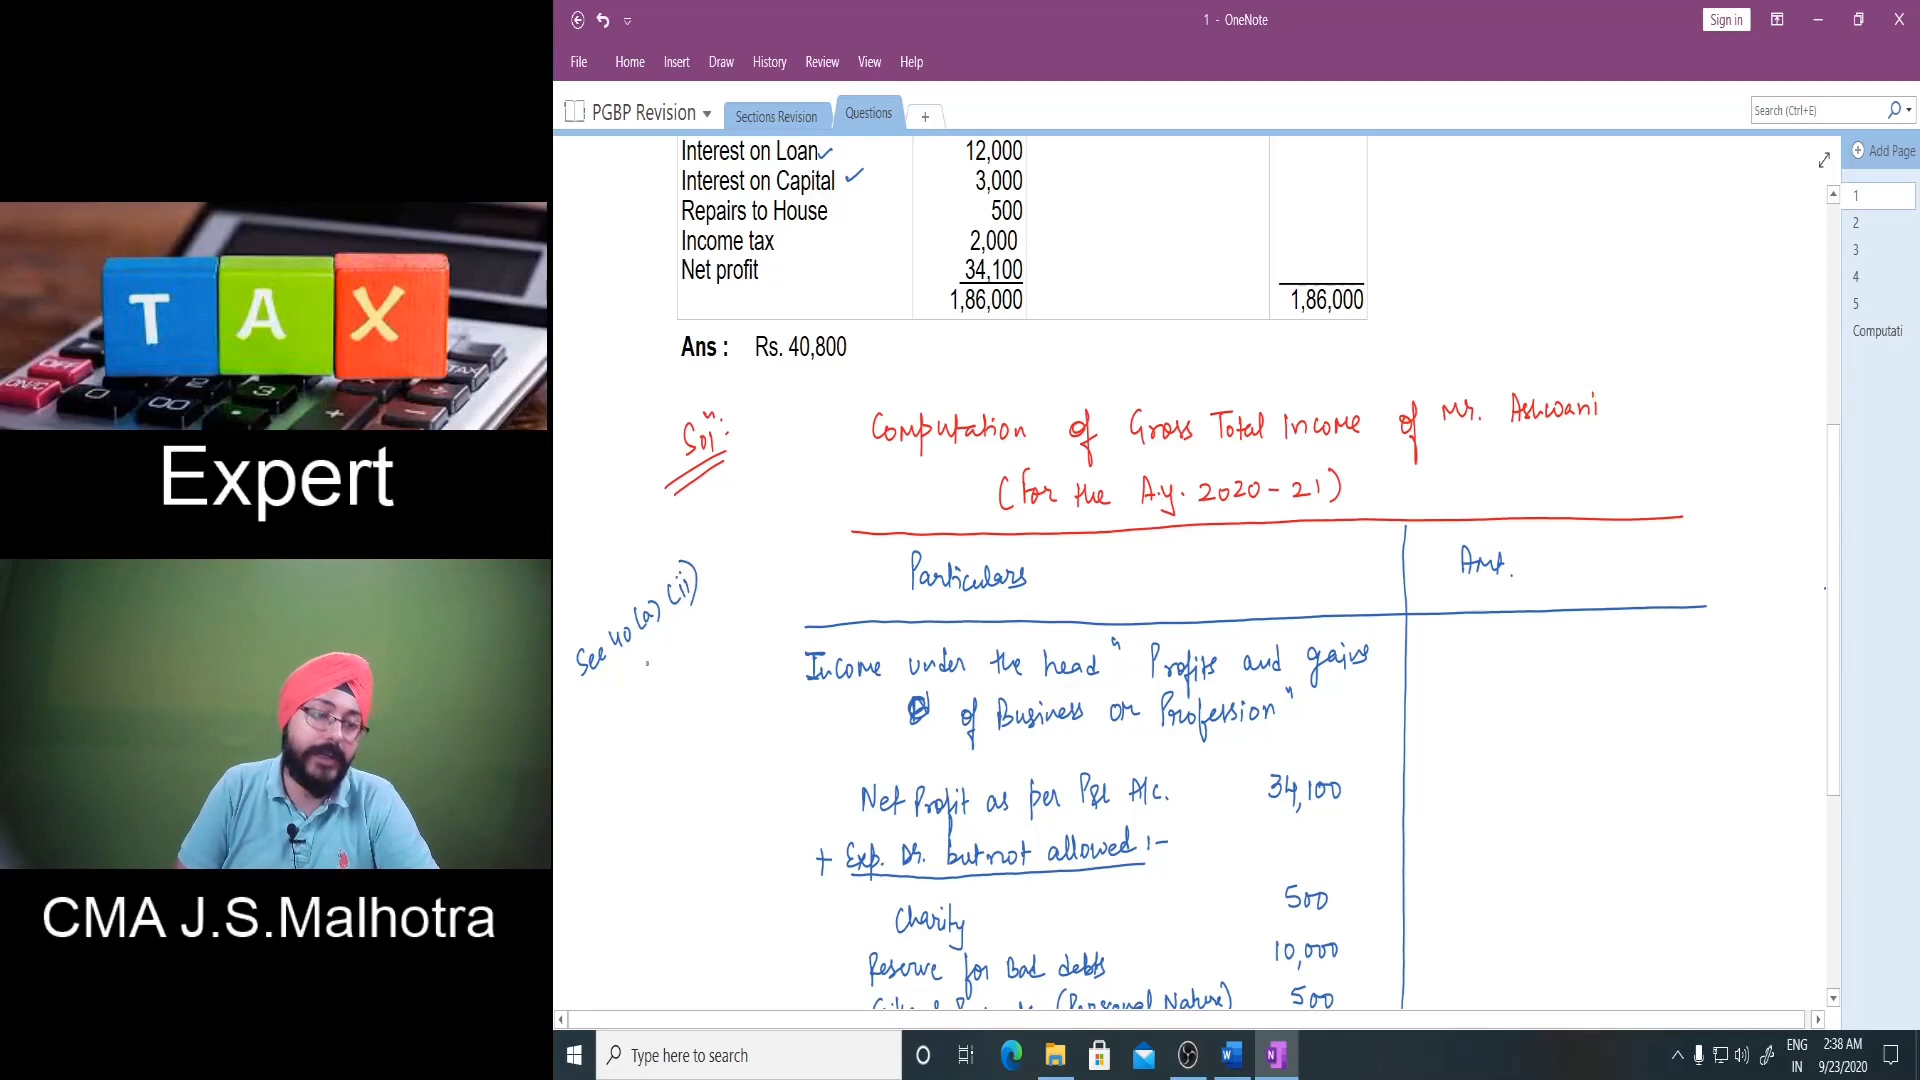 T A X
Expert
CMA J.S.Malhotra
1 - OneNote
Sign in
File Home Insert Draw History Review View Help
PGBP Revision Sections Revision Questions +
Search (Ctrl+E)
Add Page
1
2
3
4
5
Computati
Interest on Loan 12,000
Interest on Capital 3,000
Repairs to House 500
Income tax 2,000
Net profit 34,100
1,86,000 1,86,000
Ans : Rs. 40,800
Soln:
Computation of Gross Total Income of Mr. Ashwani
(For the A.y. 2020-21)
Particulars Amt.
Sec 40(a)(ii)
Income under the head " Profits and gains
of Business or Profession"
Net Profit as per P&L A/c. 34,100
+ Exp. Dr. but not allowed :-
Charity 500
Reserve for Bad debts 10,000
(Personal Nature) 500
Type here to search
ENG
IN
2:38 AM
9/23/2020